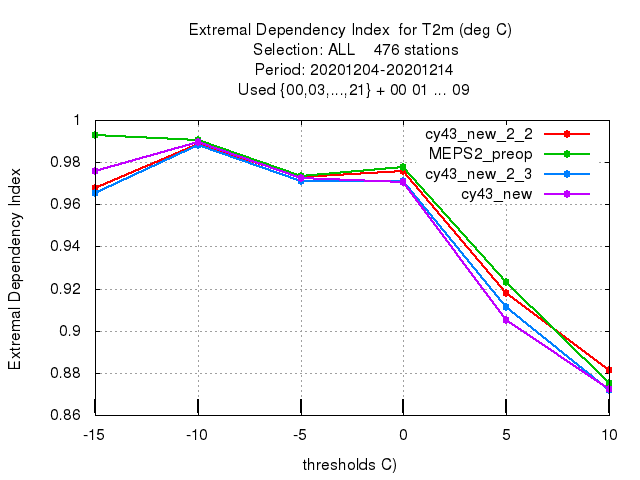 Extremal Dependency Index  for T2m (deg C)
Selection: ALL    476 stations
Period: 20201204-20201214
Used {00,03,...,21} + 00 01 ... 09
Extremal Dependency Index
1
0.98
0.96
0.94
0.92
0.9
0.88
0.86
cy43_new_2_2
MEPS2_preop
cy43_new_2_3
cy43_new
-15 -10 -5 0 5 10
thresholds C)